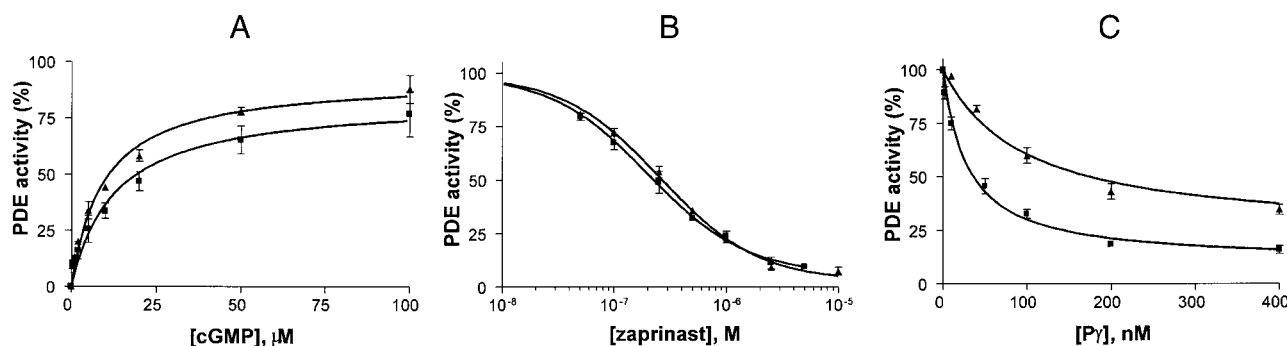 A
B
C
PDE activity (%)
100
75
50
25
0
0 25 50 75 100
[cGMP], μM
PDE activity (%)
100
75
50
25
0
10-8 10-7 10-6 10-5
[zaprinast], M
PDE activity (%)
100
75
50
25
0
0 100 200 300 400
[Pγ], nM